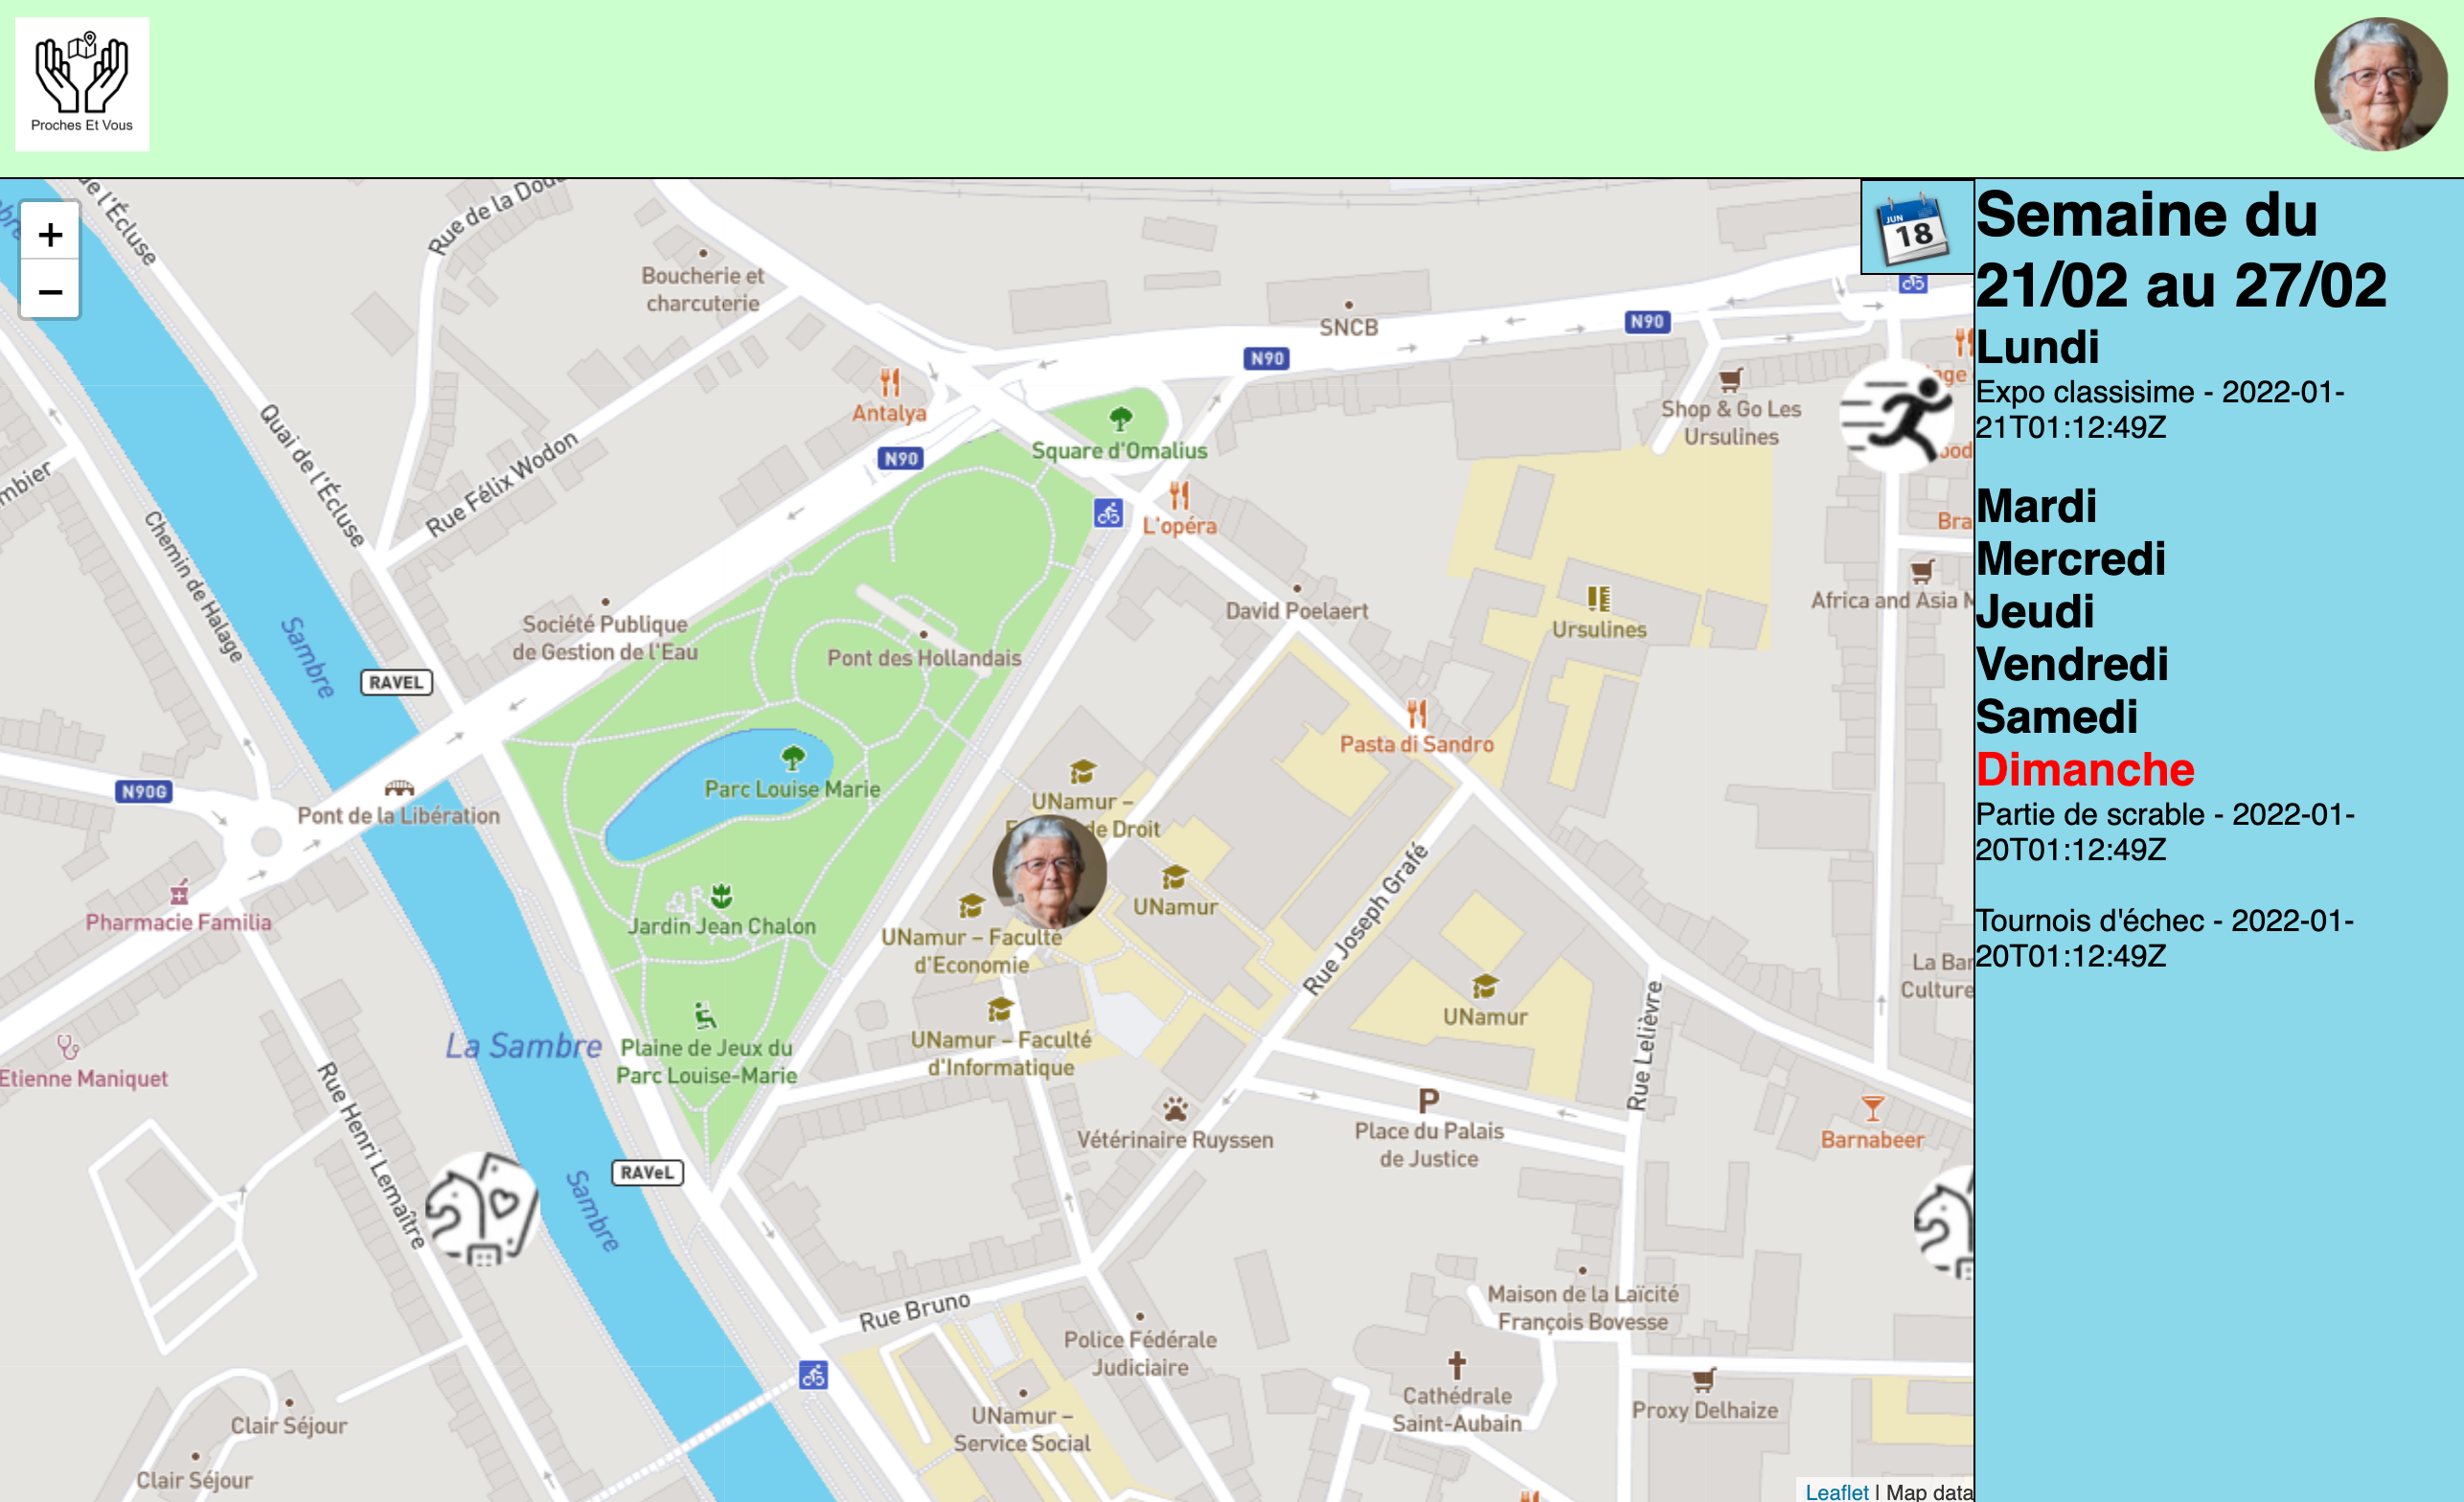 Proches Et Vous
+
−
JUN
18
Semaine du
21/02 au 27/02
Lundi
Expo classisime - 2022-01-
21T01:12:49Z
Mardi
Mercredi
Jeudi
Vendredi
Samedi
Dimanche
Partie de scrable - 2022-01-
20T01:12:49Z
Tournois d'échec - 2022-01-
20T01:12:49Z
Rue de la
Boucherie et
charcuterie
SNCB
N90
N90
Antalya
Shop & Go Les
Ursulines
Square d'Omalius
N90
Quai de l'Écluse
Rue Félix Wodon
L'opéra
Chemin de Halage
Société Publique
de Gestion de l'Eau
David Poelaert
Ursulines
Africa and Asia
Pont des Hollandais
Sambre
RAVEL
Pasta di Sandro
Parc Louise Marie
N90G
Pont de la Libération
UNamur –
de Droit
Pharmacie Familia
Jardin Jean Chalon
UNamur
UNamur – Faculté
d'Economie
Rue Joseph Grafé
UNamur
UNamur – Faculté
d'Informatique
La Sambre
Plaine de Jeux du
Parc Louise-Marie
Etienne Maniquet
Rue Henri Lemaître
Rue Lelièvre
P
Place du Palais
de Justice
Vétérinaire Ruyssen
Barnabeer
RAVeL
Sambre
Rue Bruno
Maison de la Laïcité
François Bovesse
Police Fédérale
Judiciaire
Cathédrale
Saint-Aubain
Proxy Delhaize
UNamur –
Service Social
Clair Séjour
Clair Séjour
Leaflet | Map data